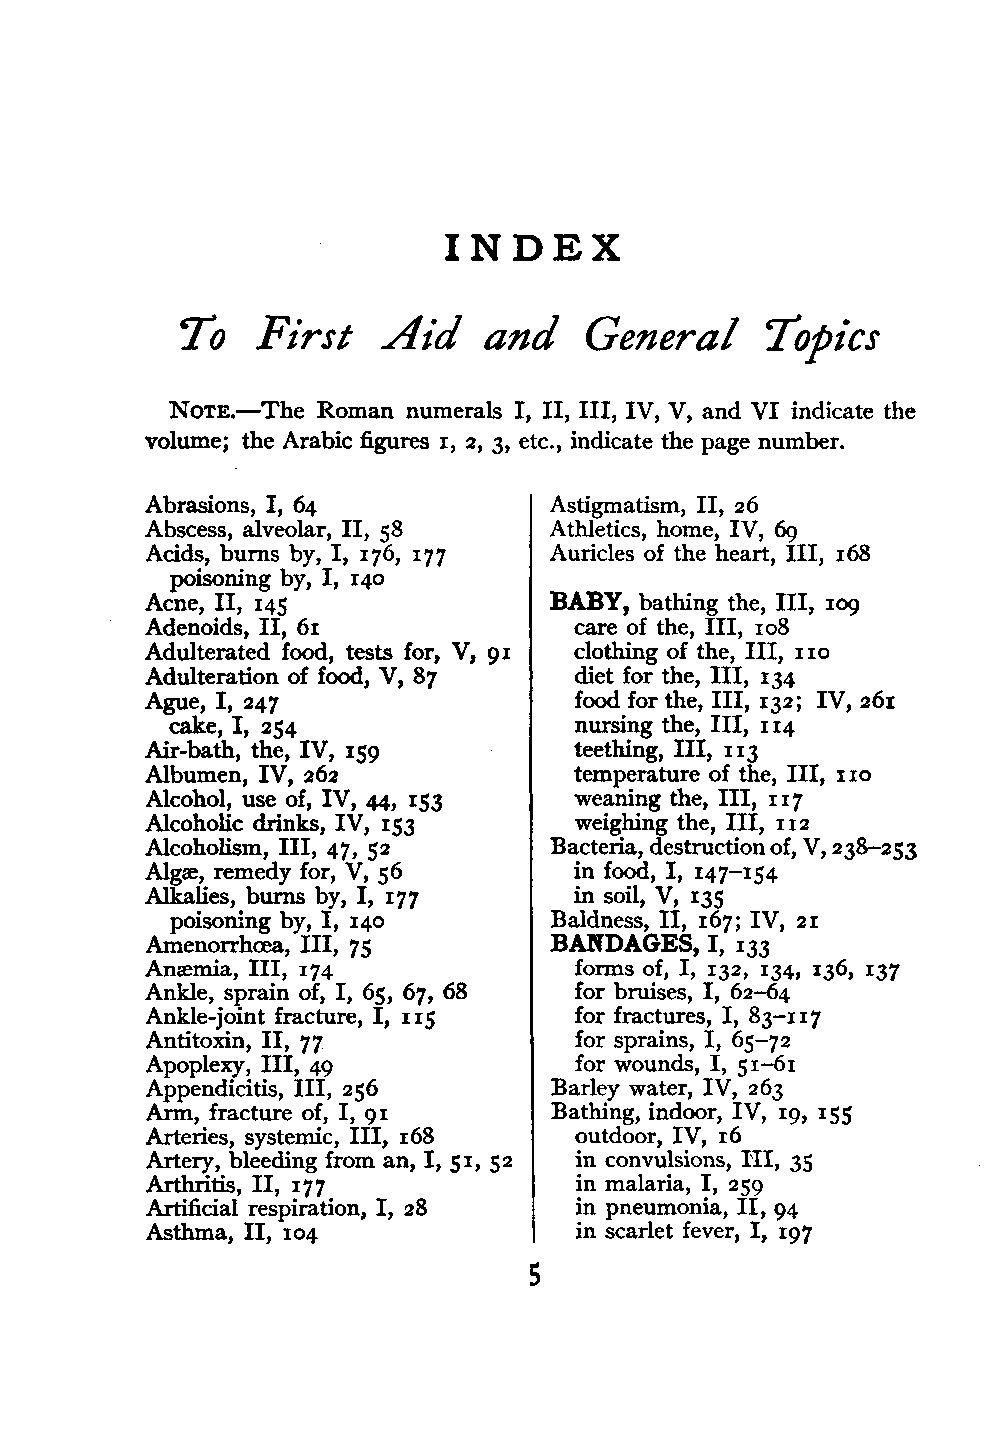 INDEX
To First Aid and General Topics
NOTE.—The Roman numerals I, II, III, IV, V, and VI indicate the
volume; the Arabic figures 1, 2, 3, etc., indicate the page number.
Abrasions, I, 64
Abscess, alveolar, II, 58
Acids, burns by, I, 176, 177
poisoning by, I, 140
Acne, II, 145
Adenoids, II, 61
Adulterated food, tests for, V, 91
Adulteration of food, V, 87
Ague, I, 247
cake, I, 254
Air-bath, the, IV, 159
Albumen, IV, 262
Alcohol, use of, IV, 44, 153
Alcoholic drinks, IV, 153
Alcoholism, III, 47, 52
Algæ, remedy for, V, 56
Alkalies, burns by, I, 177
poisoning by, I, 140
Amenorrhœa, III, 75
Anæmia, III, 174
Ankle, sprain of, I, 65, 67, 68
Ankle-joint fracture, I, 115
Antitoxin, II, 77
Apoplexy, III, 49
Appendicitis, III, 256
Arm, fracture of, I, 91
Arteries, systemic, III, 168
Artery, bleeding from an, I, 51, 52
Arthritis, II, 177
Artificial respiration, I, 28
Asthma, II, 104
Astigmatism, II, 26
Athletics, home, IV, 69
Auricles of the heart, III, 168
BABY, bathing the, III, 109
care of the, III, 108
clothing of the, III, 110
diet for the, III, 134
food for the, III, 132; IV, 261
nursing the, III, 114
teething, III, 113
temperature of the, III, 110
weaning the, III, 117
weighing the, III, 112
Bacteria, destruction of, V, 238–253
in food, I, 147–154
in soil, V, 135
Baldness, II, 167; IV, 21
BANDAGES, I, 133
forms of, I, 132, 134, 136, 137
for bruises, I, 62–64
for fractures, I, 83–117
for sprains, I, 65–72
for wounds, I, 51–61
Barley water, IV, 263
Bathing, indoor, IV, 19, 155
outdoor, IV, 16
in convulsions, III, 35
in malaria, I, 259
in pneumonia, II, 94
in scarlet fever, I, 197
5